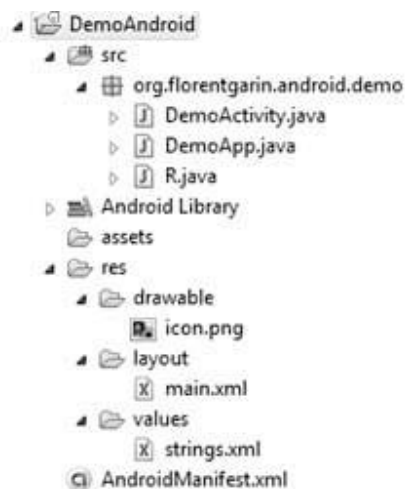 DemoAndroid
src
org.florentgarin.android.demo
DemoActivity.java
DemoApp.java
R.java
Android Library
assets
res
drawable
icon.png
layout
main.xml
values
strings.xml
AndroidManifest.xml